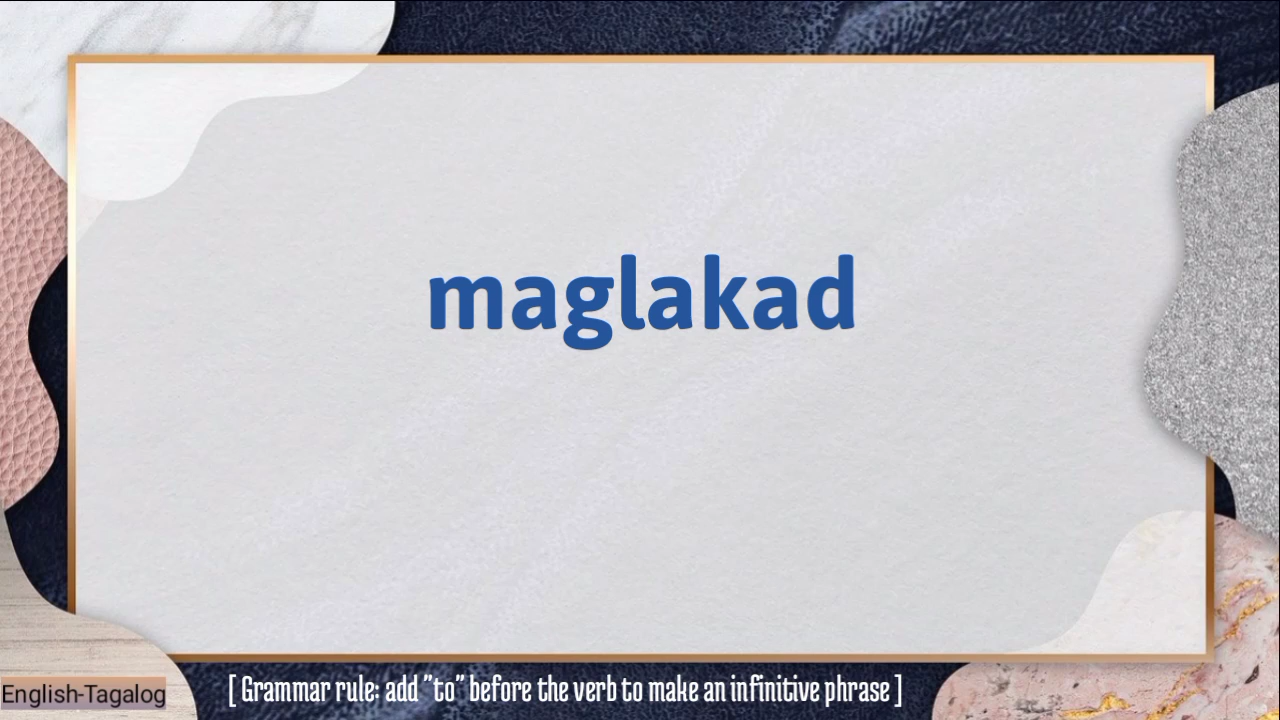 maglakad
English-Tagalog
[ Grammar rule: add "to" before the verb to make an infinitive phrase ]